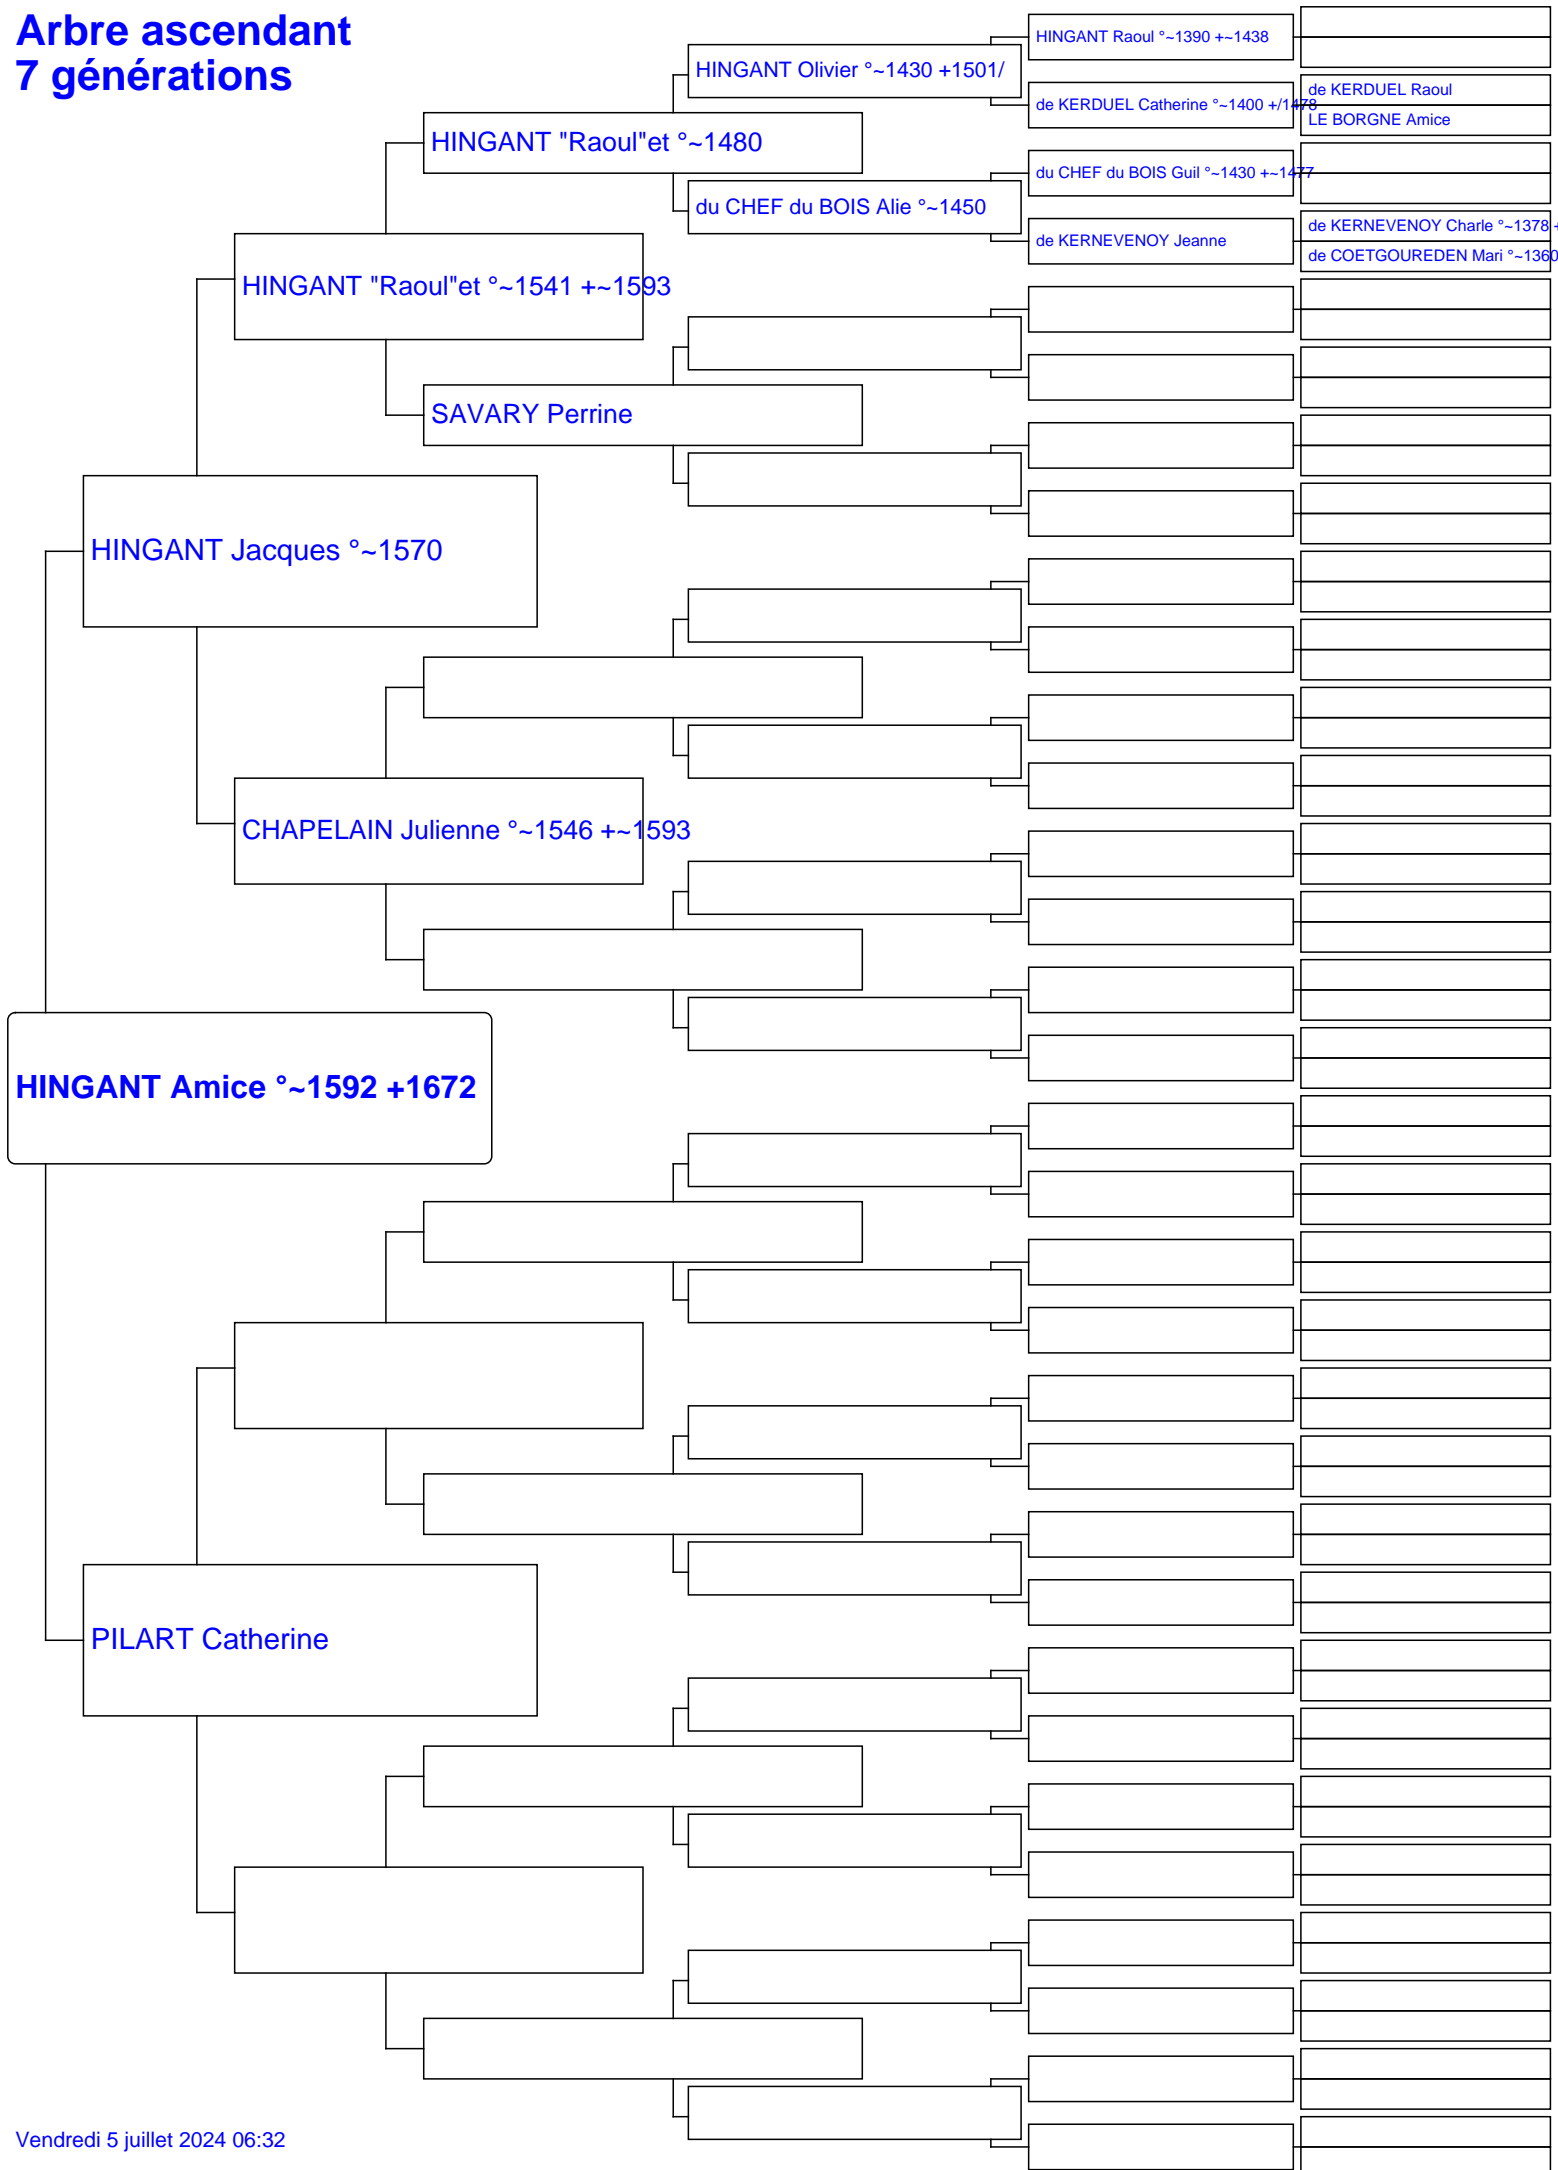 Arbre ascendant
7 générations
HINGANT Raoul °~1390 +~1438
HINGANT Olivier °~1430 +1501/
de KERDUEL Raoul
de KERDUEL Catherine °~1400 +/1478
LE BORGNE Amice
HINGANT "Raoul"et °~1480
du CHEF du BOIS Guil °~1430 +~1477
du CHEF du BOIS Alie °~1450
de KERNEVENOY Charle °~1378 +
de KERNEVENOY Jeanne
de COETGOUREDEN Mari °~1360
HINGANT "Raoul"et °~1541 +~1593
SAVARY Perrine
HINGANT Jacques °~1570
CHAPELAIN Julienne °~1546 +~1593
HINGANT Amice °~1592 +1672
PILART Catherine
Vendredi 5 juillet 2024 06:32